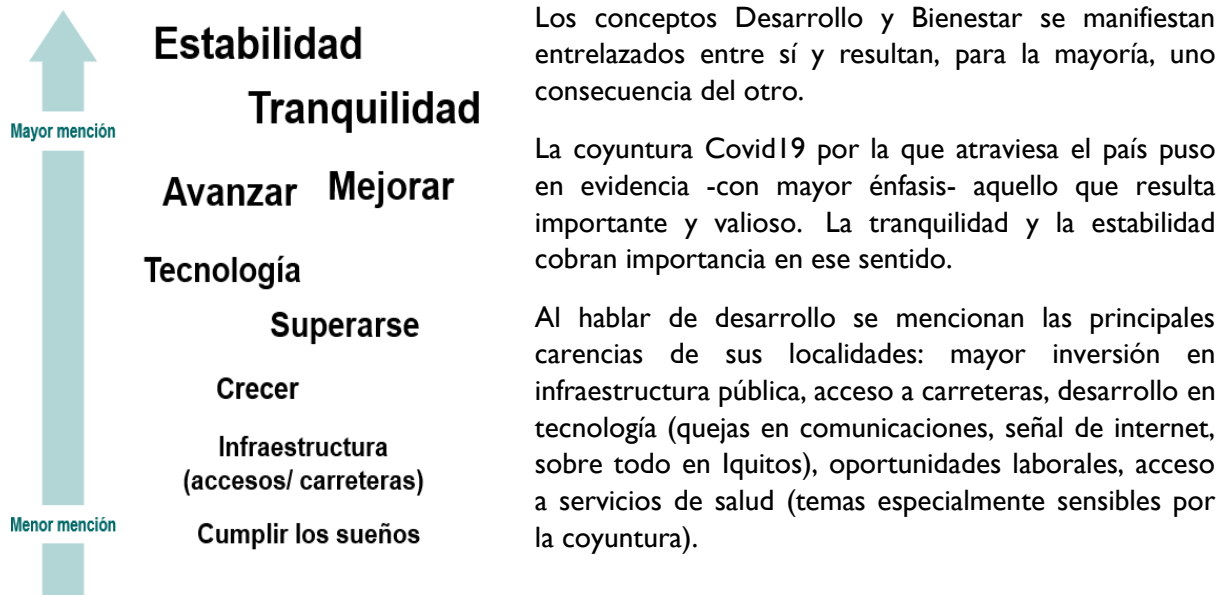 Estabilidad
Tranquilidad
Mayor mención
Avanzar Mejorar
Tecnología
Superarse
Crecer
Infraestructura
(accesos/ carreteras)
Menor mención
Cumplir los sueños
Los conceptos Desarrollo y Bienestar se manifiestan
entrelazados entre sí y resultan, para la mayoría, uno
consecuencia del otro.
La coyuntura Covid19 por la que atraviesa el país puso
en evidencia -con mayor énfasis- aquello que resulta
importante y valioso. La tranquilidad y la estabilidad
cobran importancia en ese sentido.
Al hablar de desarrollo se mencionan las principales
carencias de sus localidades: mayor inversión en
infraestructura pública, acceso a carreteras, desarrollo en
tecnología (quejas en comunicaciones, señal de internet,
sobre todo en Iquitos), oportunidades laborales, acceso
a servicios de salud (temas especialmente sensibles por
la coyuntura).